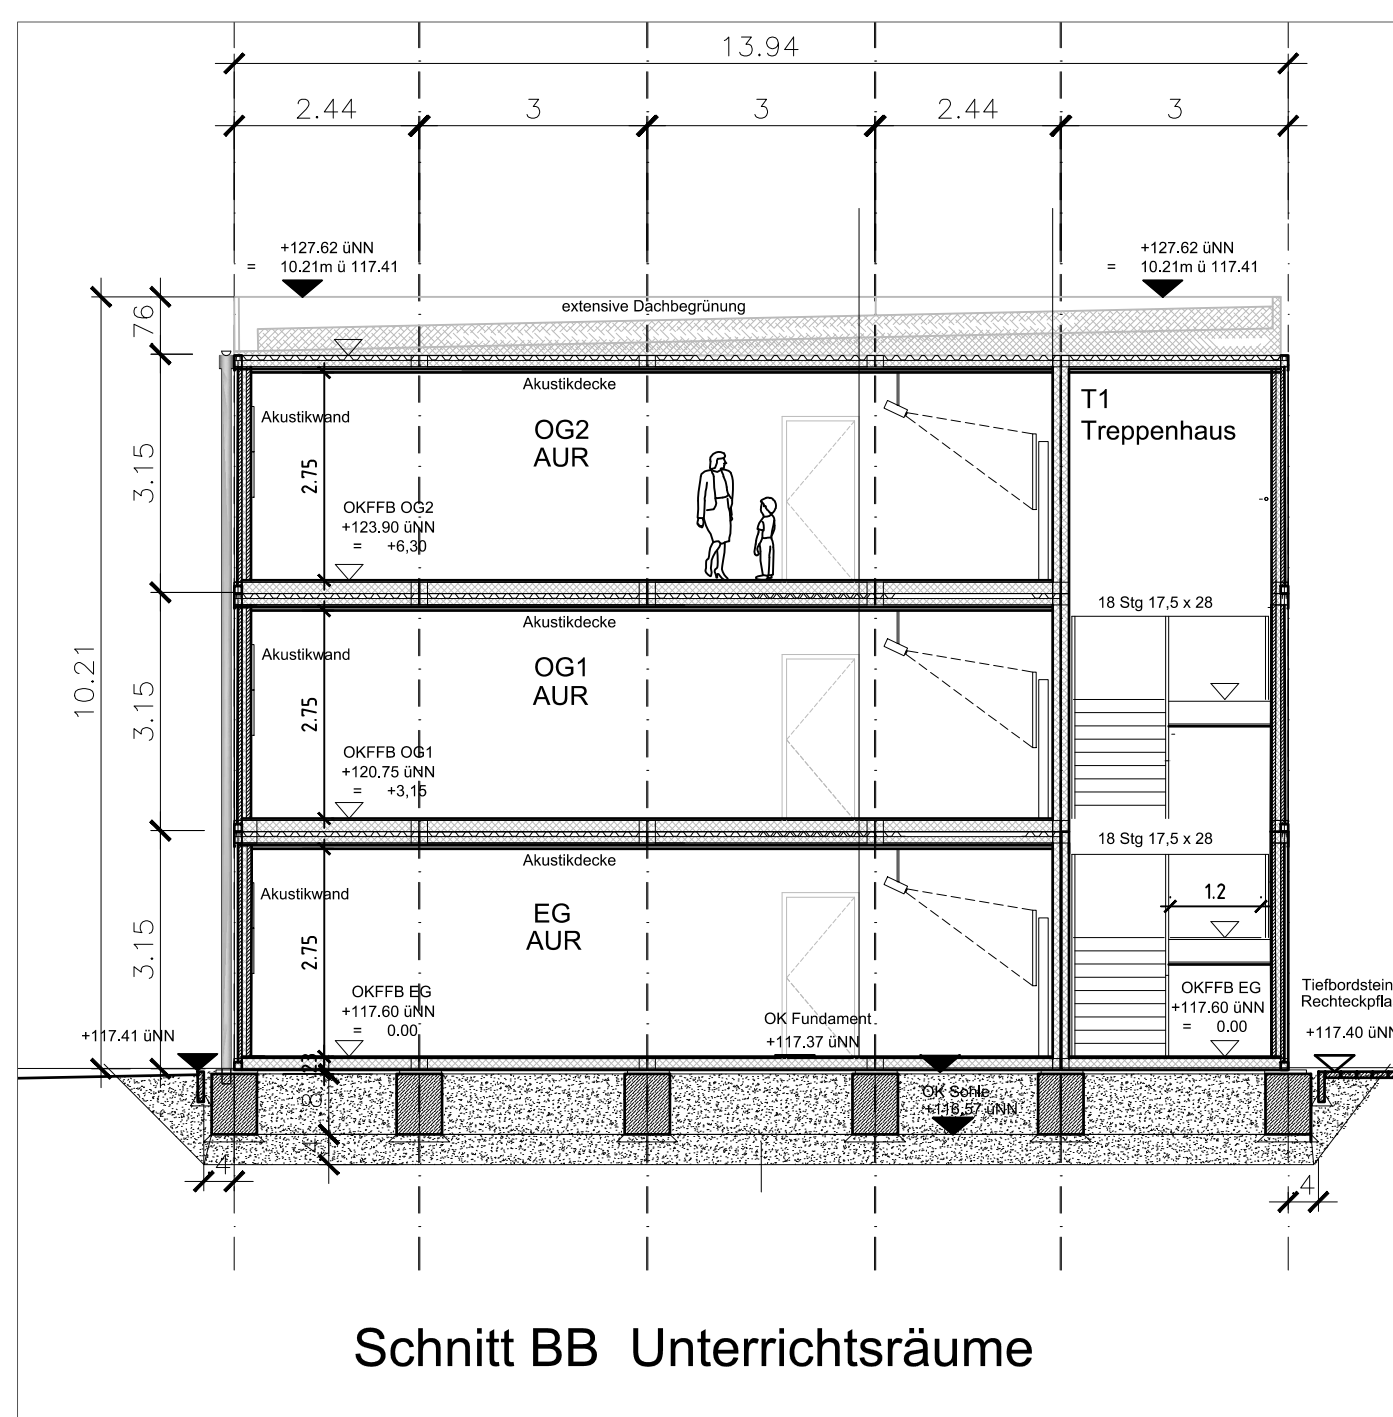 13.94
2.44 3 3 2.44 3
+127.62 üNN
= 10.21m ü 117.41
+127.62 üNN
= 10.21m ü 117.41
extensive Dachbegrünung
76
Akustikdecke
Akustikwand
OG2
AUR
T1
Treppenhaus
3.15
2.75
OKFFB OG2
+123.90 üNN
= +6,30
18 Stg 17,5 x 28
Akustikdecke
Akustikwand
OG1
AUR
10.21
3.15
2.75
OKFFB OG1
+120.75 üNN
= +3,15
18 Stg 17,5 x 28
Akustikdecke
Akustikwand
EG
AUR
1.2
3.15
2.75
OKFFB EG
+117.60 üNN
= 0.00
OK Fundament
+117.37 üNN
OKFFB EG
+117.60 üNN
= 0.00
Tiefbordstein
Rechteckpfla
+117.41 üNN
+117.40 üNN
23
.8
OK Sohle
+116.57 üNN
.4
.4
.4
Schnitt BB Unterrichtsräume